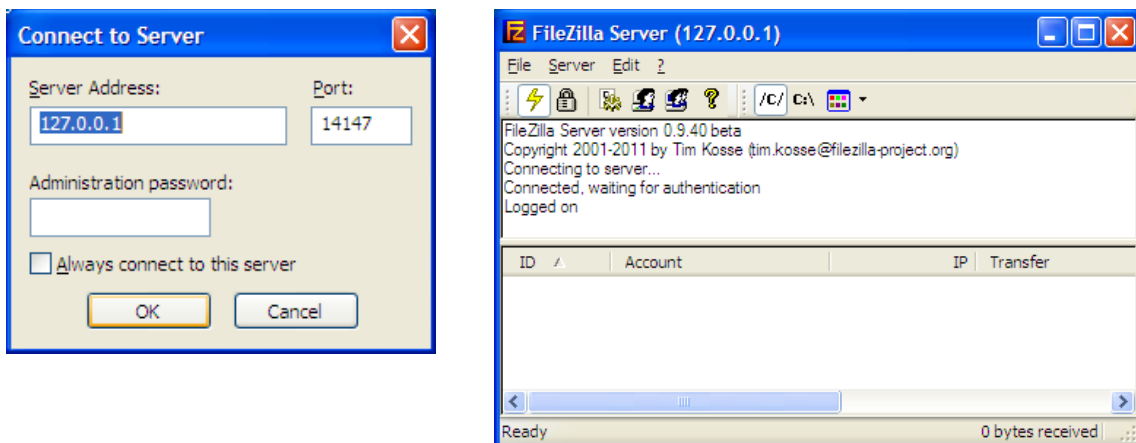 Connect to Server
Server Address:
Port:
127.0.0.1
14147
Administration password:
Always connect to this server
OK
Cancel
FileZilla Server (127.0.0.1)
File Server Edit ?
/C/ C:\
FileZilla Server version 0.9.40 beta
Copyright 2001-2011 by Tim Kosse (tim.kosse@filezilla-project.org)
Connecting to server...
Connected, waiting for authentication
Logged on
ID Account IP Transfer
Ready 0 bytes received